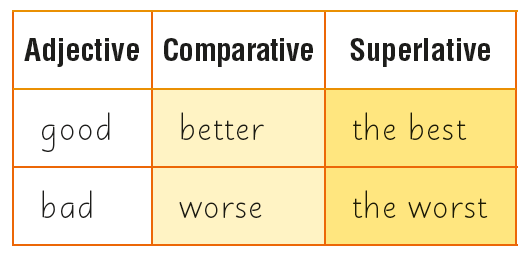 Adjective Comparative Superlative
good better the best
bad worse the worst